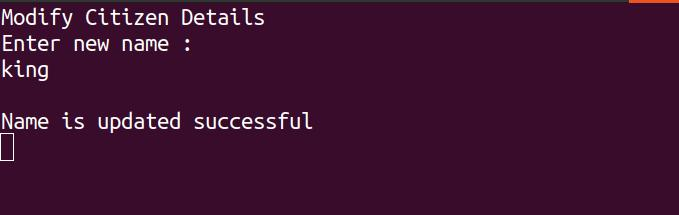 Modify Citizen Details
Enter new name :
king
Name is updated successful